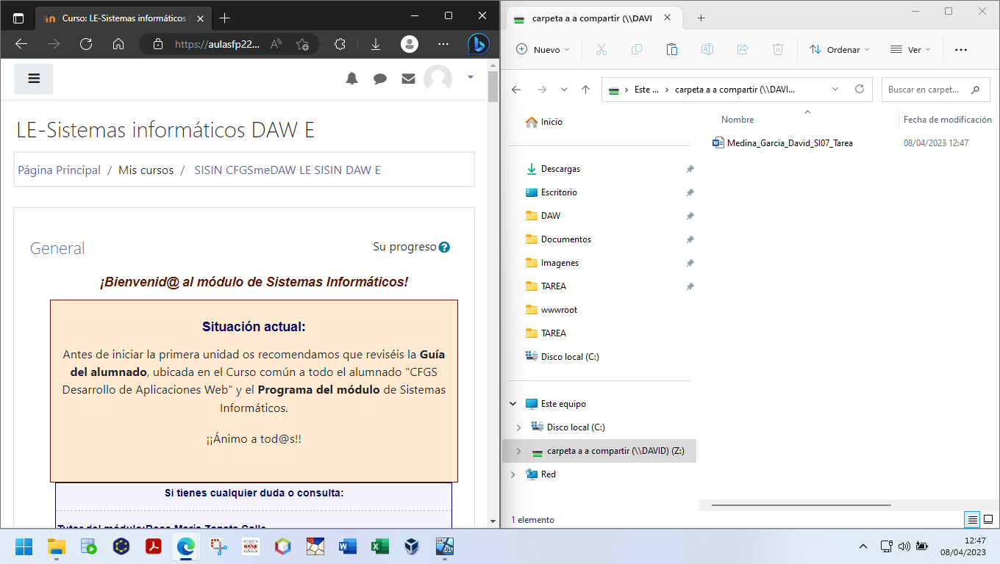 Curso: LE-Sistemas informáticos
https://aulasfp22...
LE-Sistemas informáticos DAW E
Página Principal / Mis cursos / SISIN CFGSmeDAW LE SISIN DAW E
General
Su progreso
¡Bienvenid@ al módulo de Sistemas Informáticos!
Situación actual:
Antes de iniciar la primera unidad os recomendamos que reviséis la Guía
del alumnado, ubicada en el Curso común a todo el alumnado "CFGS
Desarrollo de Aplicaciones Web" y el Programa del módulo de Sistemas
Informáticos.
¡¡Ánimo a tod@s!!
Si tienes cualquier duda o consulta:
Tutor del módulo:Rosa María Zapata Calle
carpeta a a compartir (\\DAVI
Nuevo
Ordenar
Ver
Este ... › carpeta a a compartir (\\DAVI...
Buscar en carpet...
Inicio
Descargas
Escritorio
DAW
Documentos
Imagenes
TAREA
wwwroot
TAREA
Disco local (C:)
Este equipo
Disco local (C:)
carpeta a a compartir (\\DAVID) (Z:)
Red
Nombre
Fecha de modificación
Medina_Garcia_David_SI07_Tarea
08/04/2023 12:47
1 elemento
12:47
08/04/2023